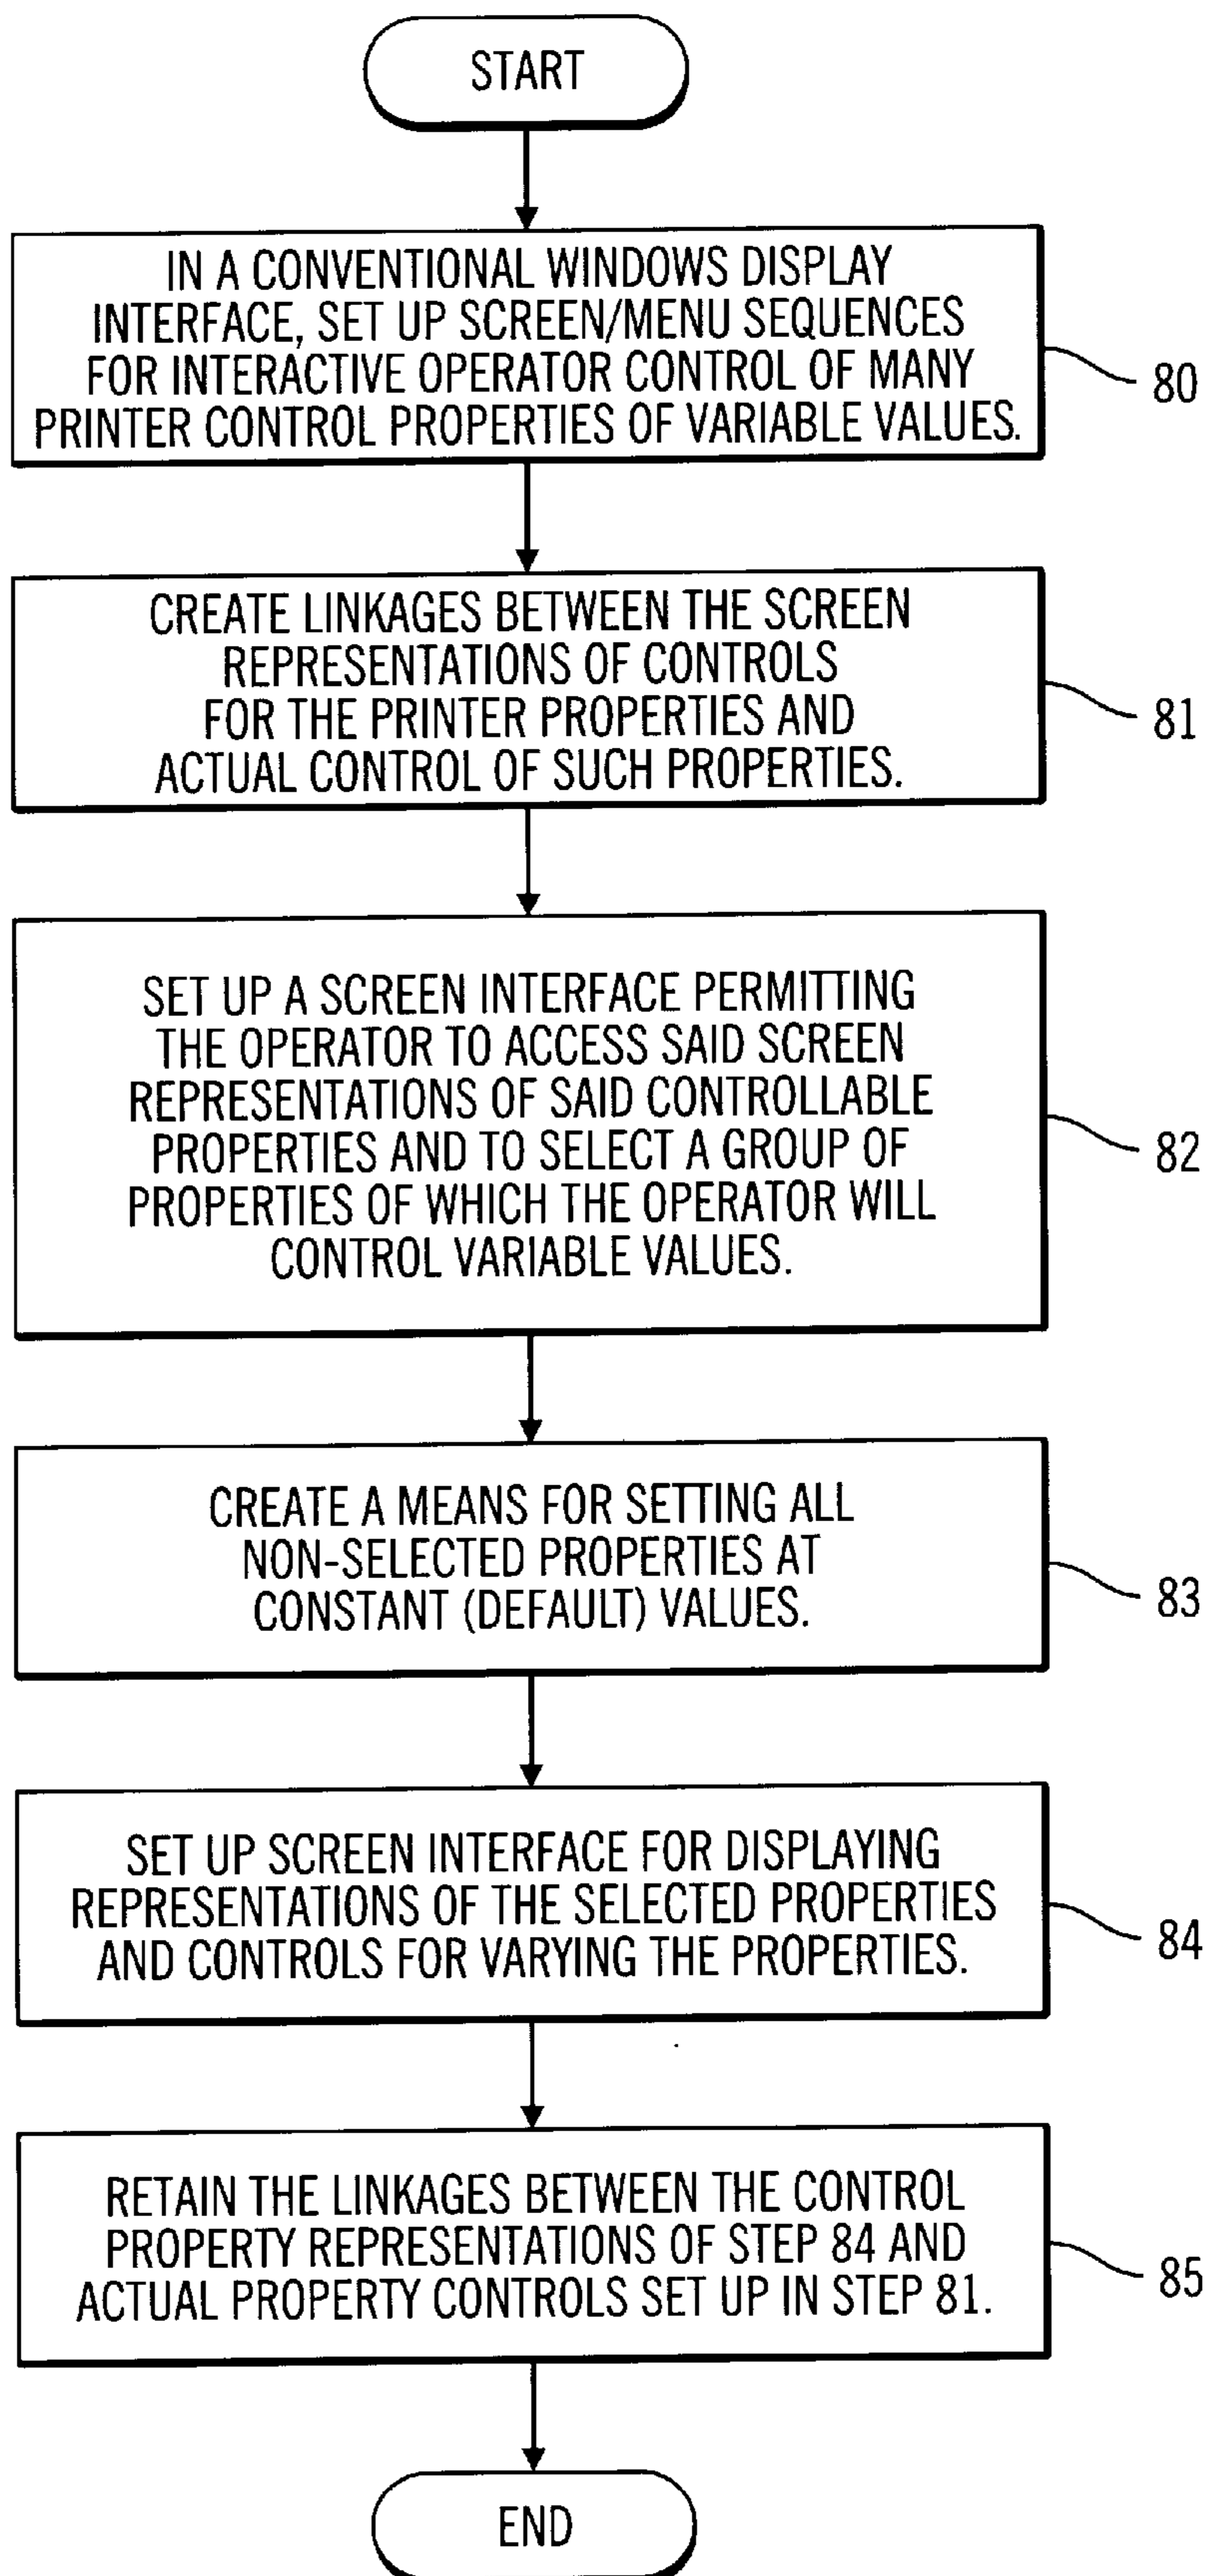 START
IN A CONVENTIONAL WINDOWS DISPLAY
INTERFACE, SET UP SCREEN/MENU SEQUENCES
FOR INTERACTIVE OPERATOR CONTROL OF MANY
PRINTER CONTROL PROPERTIES OF VARIABLE VALUES.
80
CREATE LINKAGES BETWEEN THE SCREEN
REPRESENTATIONS OF CONTROLS
FOR THE PRINTER PROPERTIES AND
ACTUAL CONTROL OF SUCH PROPERTIES.
81
SET UP A SCREEN INTERFACE PERMITTING
THE OPERATOR TO ACCESS SAID SCREEN
REPRESENTATIONS OF SAID CONTROLLABLE
PROPERTIES AND TO SELECT A GROUP OF
PROPERTIES OF WHICH THE OPERATOR WILL
CONTROL VARIABLE VALUES.
82
CREATE A MEANS FOR SETTING ALL
NON-SELECTED PROPERTIES AT
CONSTANT (DEFAULT) VALUES.
83
SET UP SCREEN INTERFACE FOR DISPLAYING
REPRESENTATIONS OF THE SELECTED PROPERTIES
AND CONTROLS FOR VARYING THE PROPERTIES.
84
RETAIN THE LINKAGES BETWEEN THE CONTROL
PROPERTY REPRESENTATIONS OF STEP 84 AND
ACTUAL PROPERTY CONTROLS SET UP IN STEP 81.
85
END